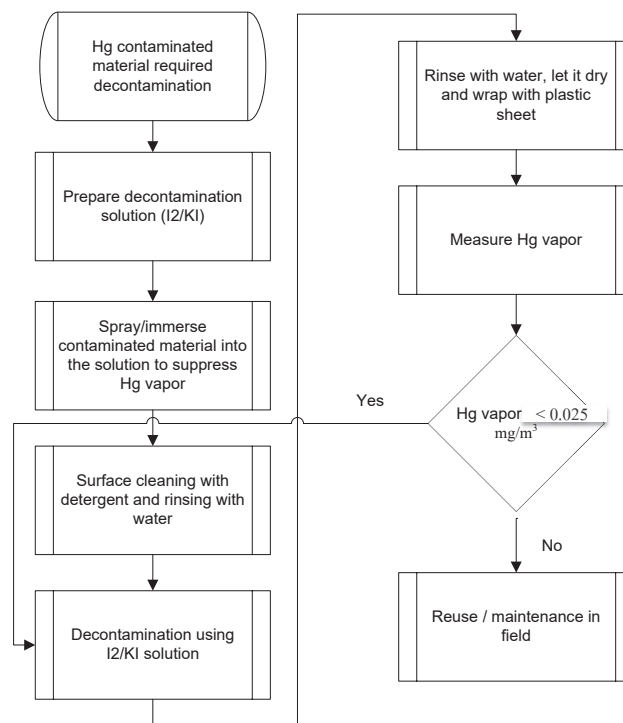 Hg contaminated
material required
decontamination
Prepare decontamination
solution (I2/KI)
Spray/immerse
contaminated material into
the solution to suppress
Hg vapor
Surface cleaning with
detergent and rinsing with
water
Decontamination using
I2/KI solution
Rinse with water, let it dry
and wrap with plastic
sheet
Measure Hg vapor
Hg vapor < 0.025
mg/m³
Yes
No
Reuse / maintenance in
field